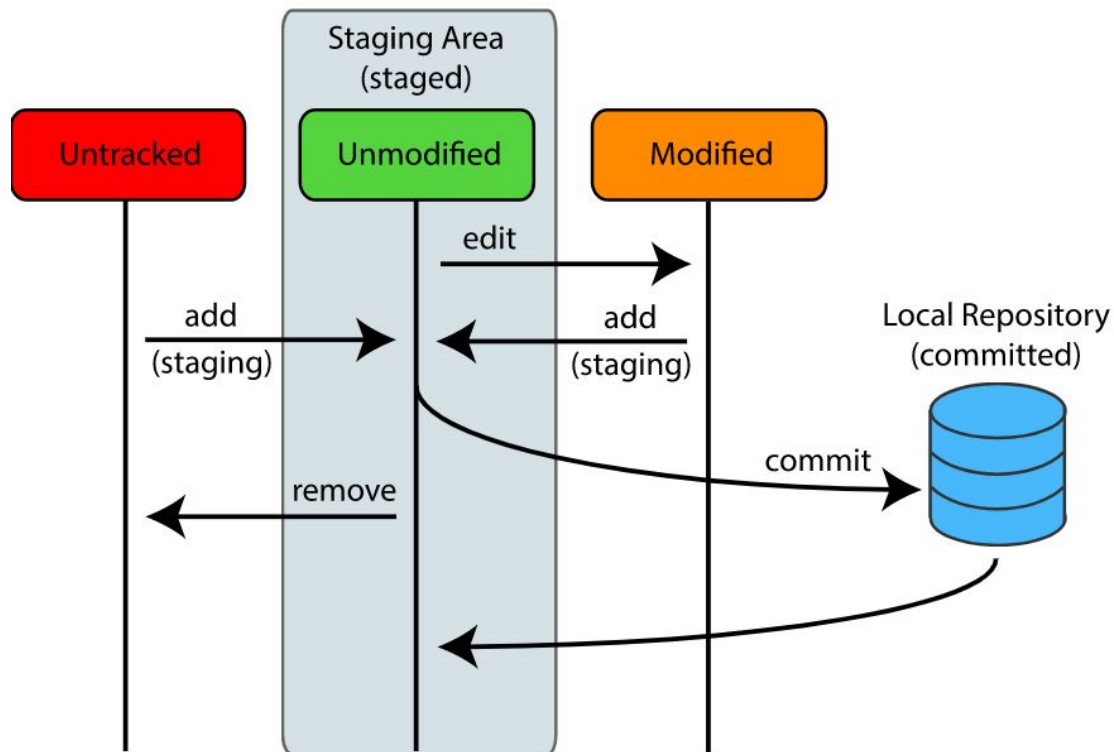 Staging Area
(staged)
Untracked
Unmodified
Modified
edit
add
(staging)
add
(staging)
Local Repository
(committed)
commit
remove